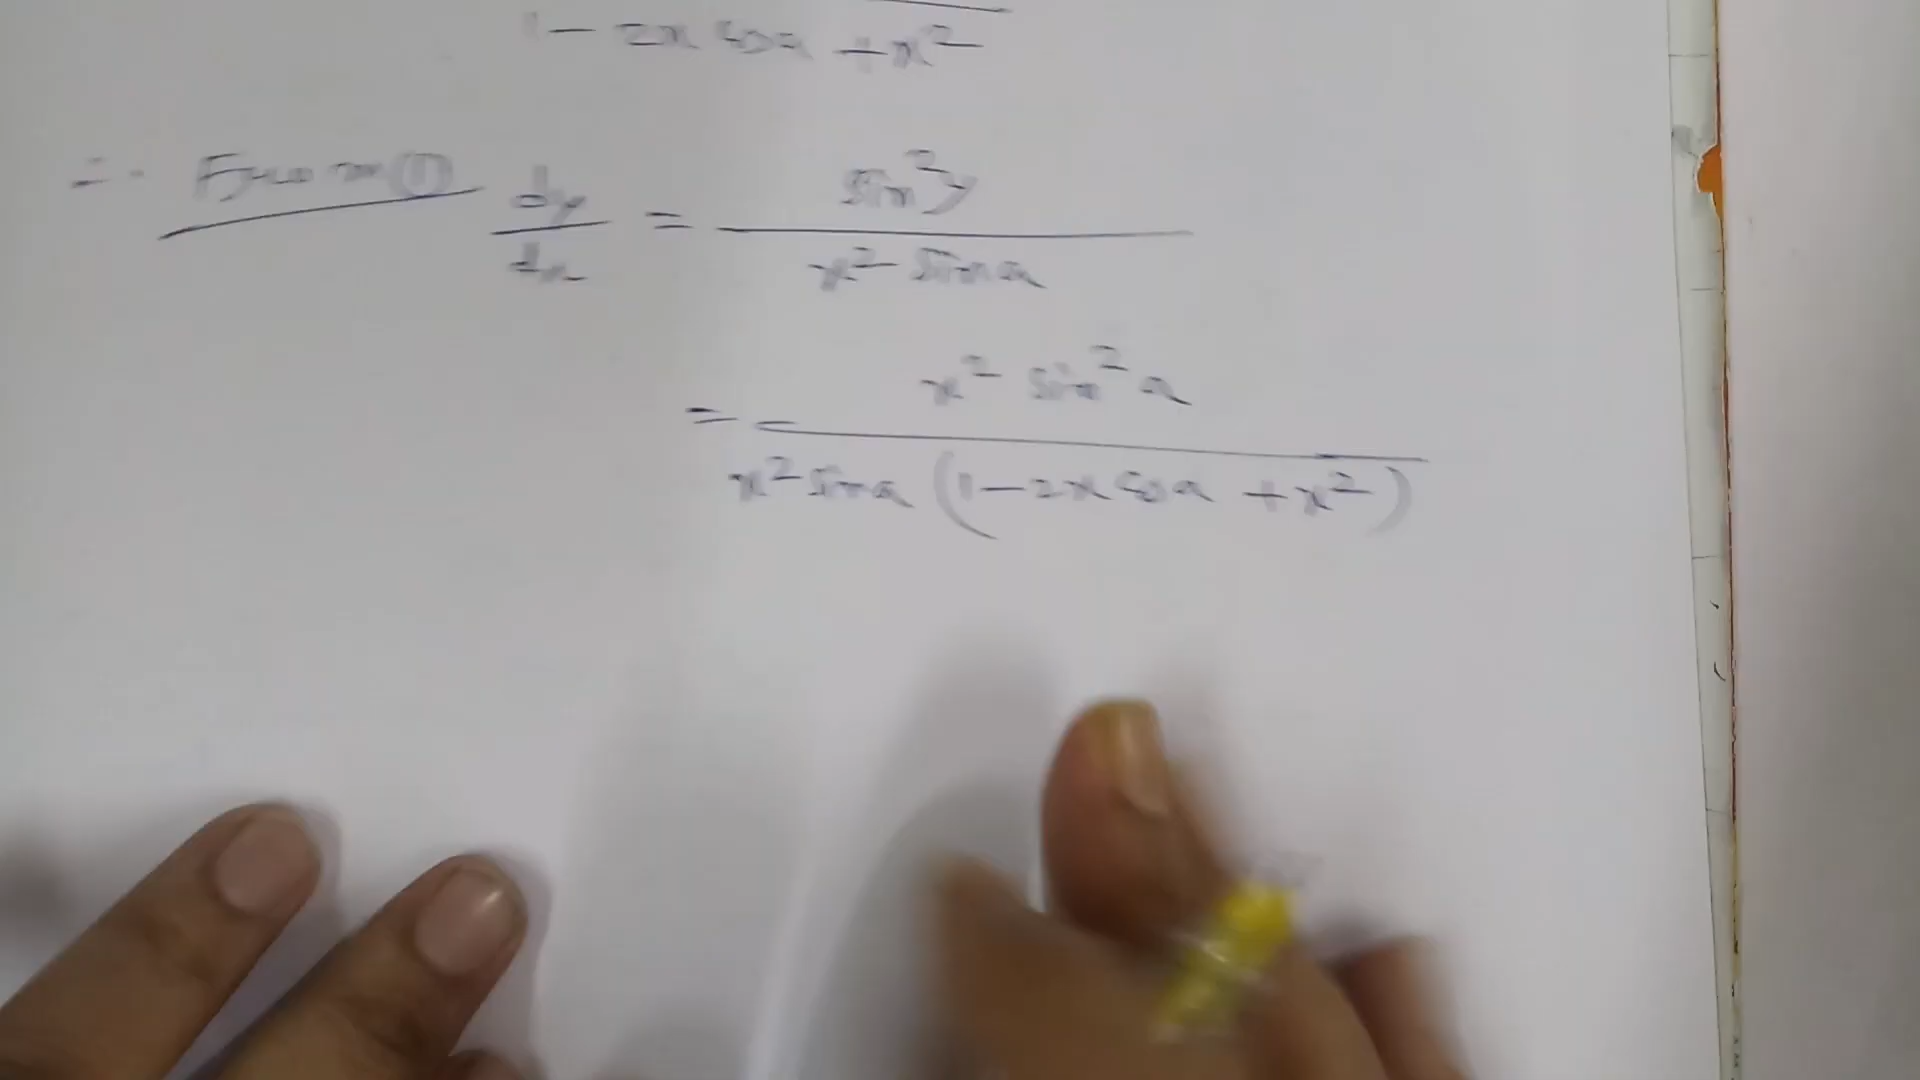 1 - 2x cos a + x²
∴ From ① dy/dx = sin²y / x² sin a
= x² sin² a / x² sin a (1 - 2x cos a + x²)